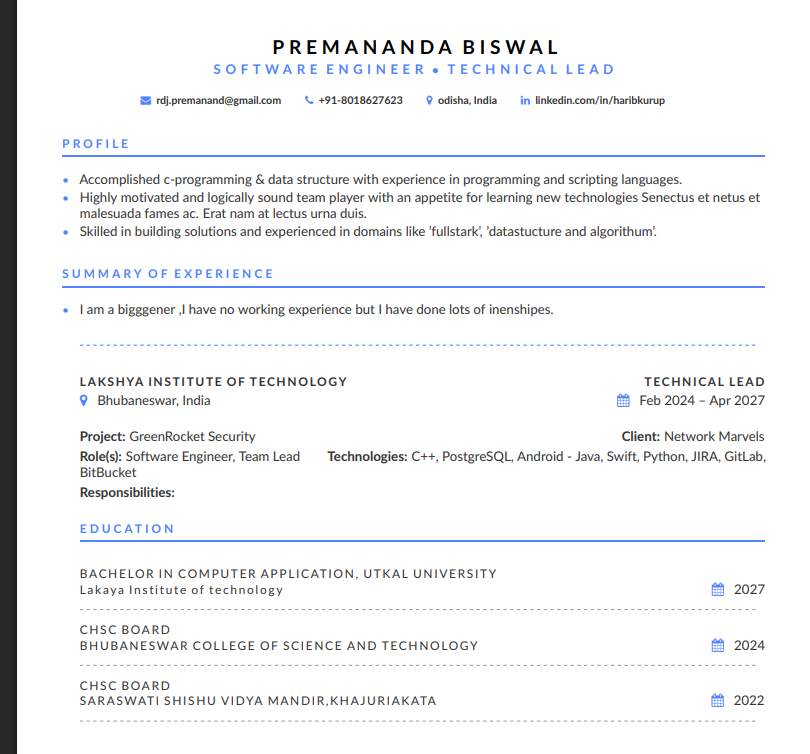 PREMANANDA BISWAL
SOFTWARE ENGINEER • TECHNICAL LEAD
rdj.premanand@gmail.com +91-8018627623 odisha, India linkedin.com/in/haribkurup
PROFILE
• Accomplished c-programming & data structure with experience in programming and scripting languages.
• Highly motivated and logically sound team player with an appetite for learning new technologies Senectus et netus et
malesuada fames ac. Erat nam at lectus urna duis.
• Skilled in building solutions and experienced in domains like ‘fullstark’, ’datastucture and algorithum’.
SUMMARY OF EXPERIENCE
• I am a bigggener ,I have no working experience but I have done lots of inenshipes.
LAKSHYA INSTITUTE OF TECHNOLOGY TECHNICAL LEAD
Bhubaneswar, India Feb 2024 – Apr 2027
Project: GreenRocket Security Client: Network Marvels
Role(s): Software Engineer, Team Lead Technologies: C++, PostgreSQL, Android - Java, Swift, Python, JIRA, GitLab,
BitBucket
Responsibilities:
EDUCATION
BACHELOR IN COMPUTER APPLICATION, UTKAL UNIVERSITY
Lakaya Institute of technology 2027
CHSC BOARD
BHUBANESWAR COLLEGE OF SCIENCE AND TECHNOLOGY 2024
CHSC BOARD
SARASWATI SHISHU VIDYA MANDIR,KHAJURIAKATA 2022